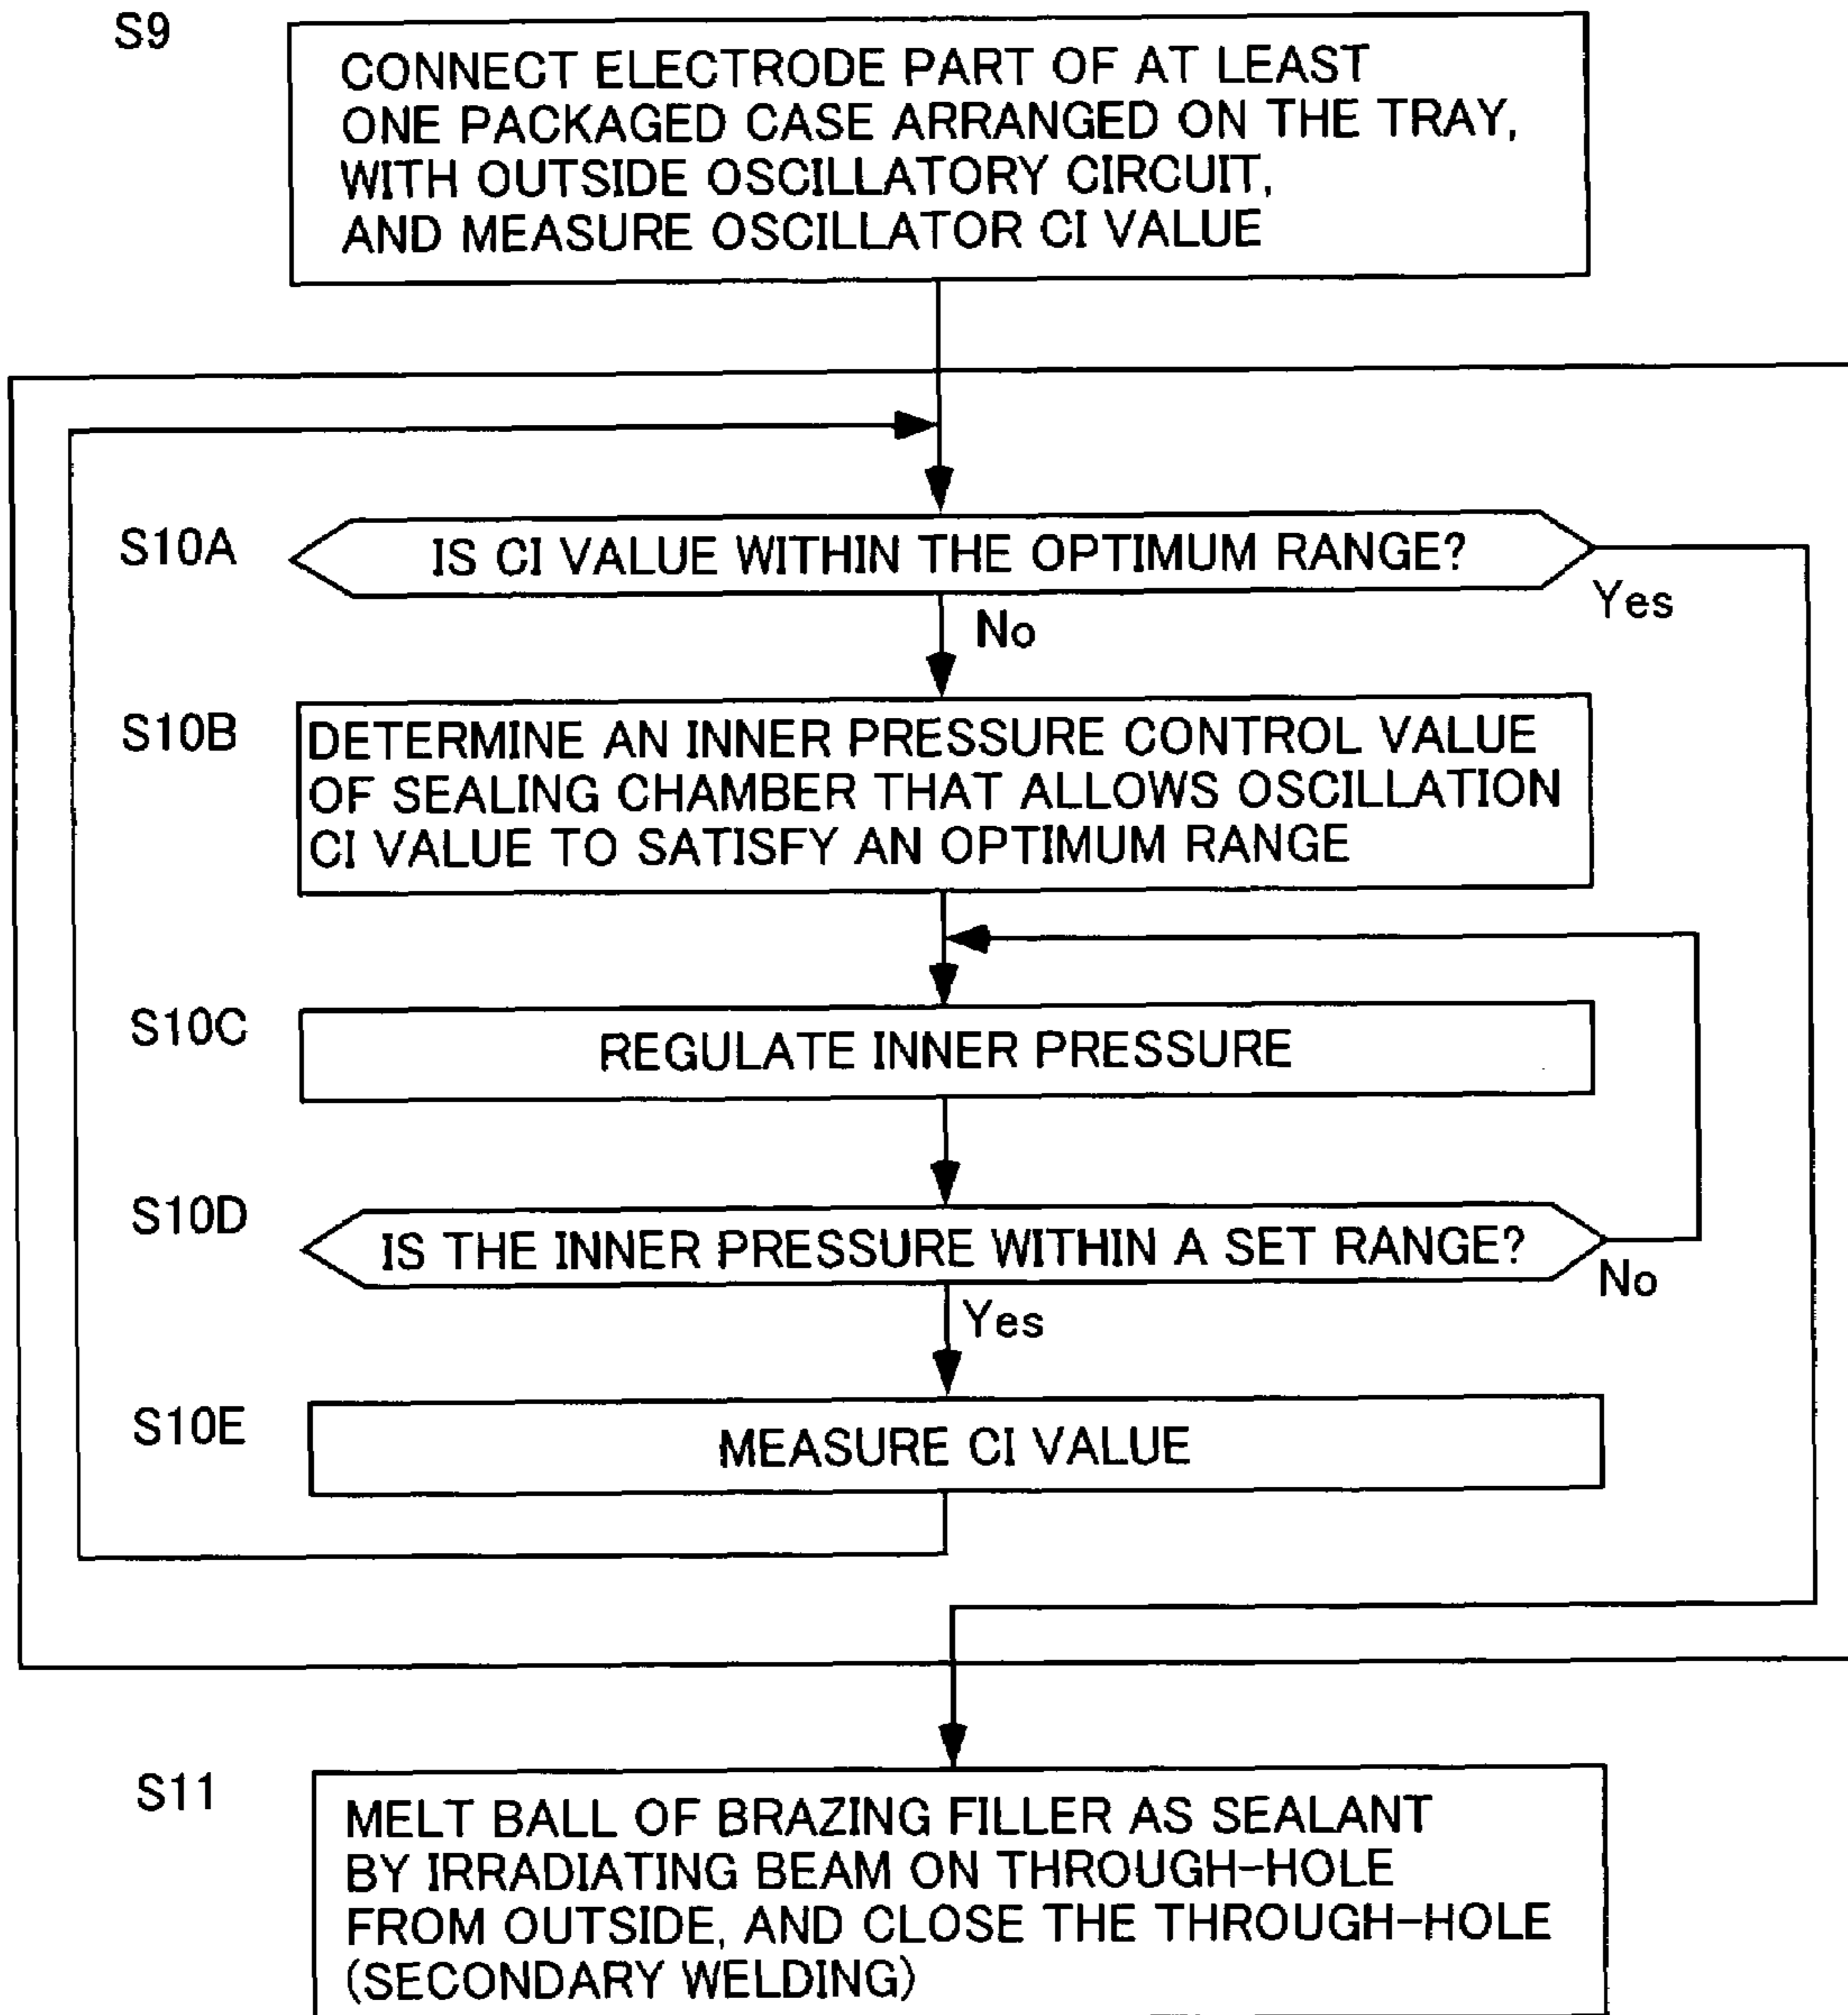 S9
CONNECT ELECTRODE PART OF AT LEAST
ONE PACKAGED CASE ARRANGED ON THE TRAY,
WITH OUTSIDE OSCILLATORY CIRCUIT,
AND MEASURE OSCILLATOR CI VALUE
S10A
IS CI VALUE WITHIN THE OPTIMUM RANGE?
Yes
No
S10B
DETERMINE AN INNER PRESSURE CONTROL VALUE
OF SEALING CHAMBER THAT ALLOWS OSCILLATION
CI VALUE TO SATISFY AN OPTIMUM RANGE
S10C
REGULATE INNER PRESSURE
S10D
IS THE INNER PRESSURE WITHIN A SET RANGE?
No
Yes
S10E
MEASURE CI VALUE
S11
MELT BALL OF BRAZING FILLER AS SEALANT
BY IRRADIATING BEAM ON THROUGH-HOLE
FROM OUTSIDE, AND CLOSE THE THROUGH-HOLE
(SECONDARY WELDING)